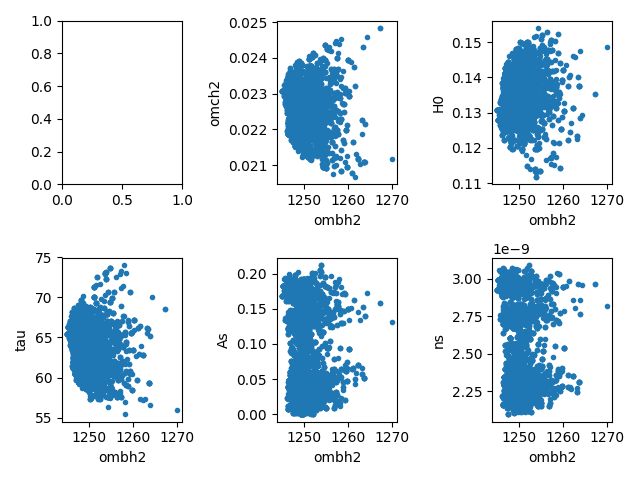 1.0
0.8
0.6
0.4
0.2
0.0
0.0 0.5 1.0
0.025
0.024
0.023
0.022
0.021
omch2
1250 1260 1270
ombh2
0.15
0.14
0.13
0.12
0.11
H0
1250 1260 1270
ombh2
75
70
65
60
55
tau
1250 1260 1270
ombh2
0.20
0.15
0.10
0.05
0.00
As
1250 1260 1270
ombh2
1e−9
3.00
2.75
2.50
2.25
ns
1250 1260 1270
ombh2